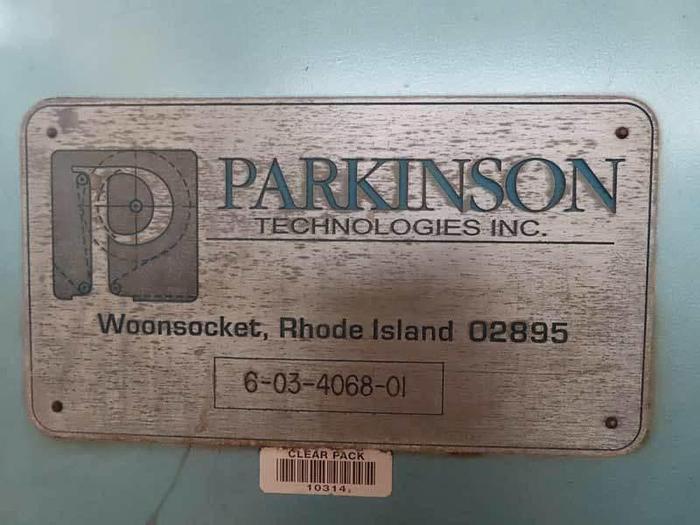 PARKINSON
TECHNOLOGIES INC.
Woonsocket, Rhode Island 02895
6-03-4068-01
CLEAR PACK
10314